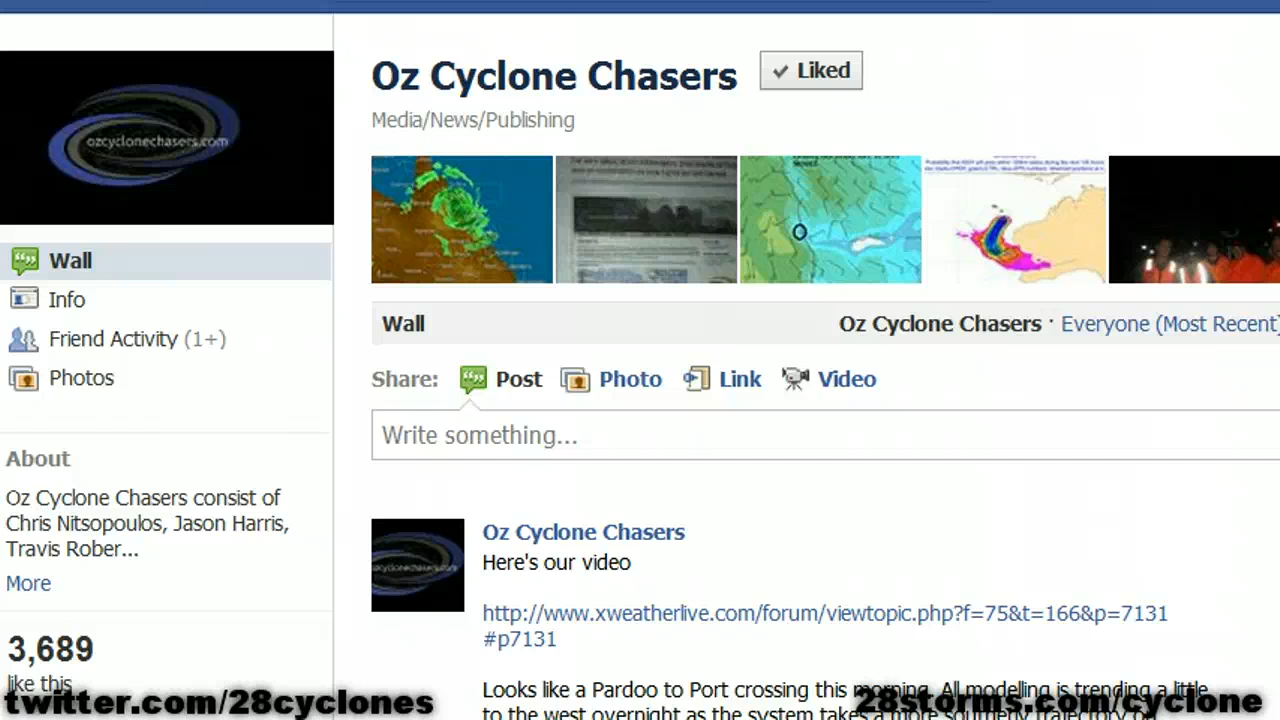 Oz Cyclone Chasers
Liked
Media/News/Publishing
ozcyclonechasers.com
Wall
Info
Friend Activity (1+)
Photos
About
Oz Cyclone Chasers consist of
Chris Nitsopoulos, Jason Harris,
Travis Rober...
More
3,689
like this
Wall
Oz Cyclone Chasers · Everyone (Most Recent)
Share: Post Photo Link Video
Write something...
Oz Cyclone Chasers
Here's our video
http://www.xweatherlive.com/forum/viewtopic.php?f=75&t=166&p=7131
#p7131
Looks like a Pardoo to Port crossing this morning. All modelling is trending a little
to the west overnight as the system takes a more southerly trajectory
twitter.com/28cyclones
28storms.com/cyclone